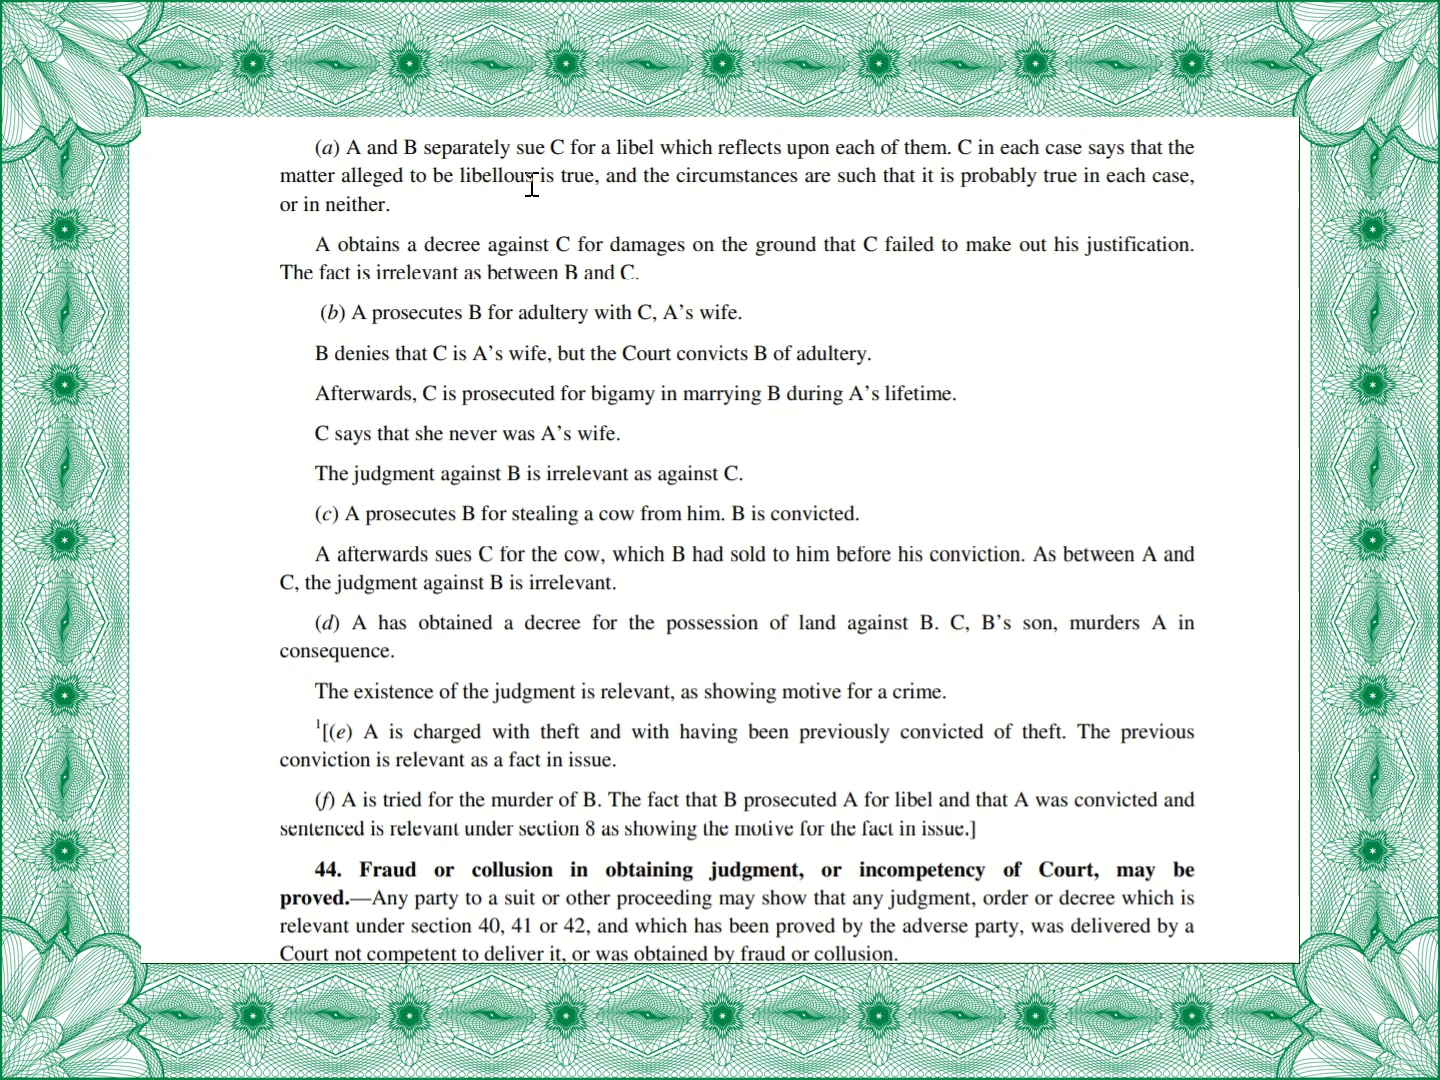 (a) A and B separately sue C for a libel which reflects upon each of them. C in each case says that the
matter alleged to be libellous is true, and the circumstances are such that it is probably true in each case,
or in neither.
A obtains a decree against C for damages on the ground that C failed to make out his justification.
The fact is irrelevant as between B and C.
(b) A prosecutes B for adultery with C, A’s wife.
B denies that C is A’s wife, but the Court convicts B of adultery.
Afterwards, C is prosecuted for bigamy in marrying B during A’s lifetime.
C says that she never was A’s wife.
The judgment against B is irrelevant as against C.
(c) A prosecutes B for stealing a cow from him. B is convicted.
A afterwards sues C for the cow, which B had sold to him before his conviction. As between A and
C, the judgment against B is irrelevant.
(d) A has obtained a decree for the possession of land against B. C, B’s son, murders A in
consequence.
The existence of the judgment is relevant, as showing motive for a crime.
1[(e) A is charged with theft and with having been previously convicted of theft. The previous
conviction is relevant as a fact in issue.
(f) A is tried for the murder of B. The fact that B prosecuted A for libel and that A was convicted and
sentenced is relevant under section 8 as showing the motive for the fact in issue.]
44. Fraud or collusion in obtaining judgment, or incompetency of Court, may be
proved.—Any party to a suit or other proceeding may show that any judgment, order or decree which is
relevant under section 40, 41 or 42, and which has been proved by the adverse party, was delivered by a
Court not competent to deliver it, or was obtained by fraud or collusion.